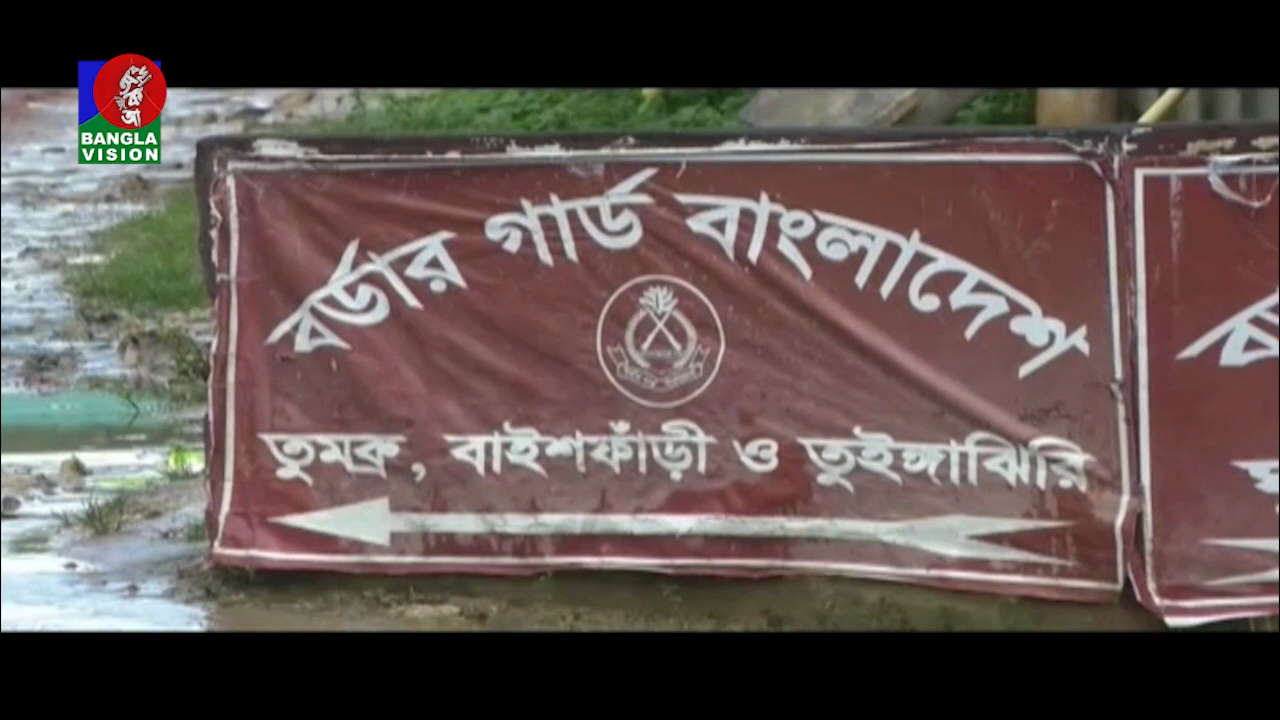 BANGLA
VISION
বর্ডার গার্ড বাংলাদেশ
তুমব্রু, বাইশফাঁড়ী ও তুইঙ্গাঝিরি